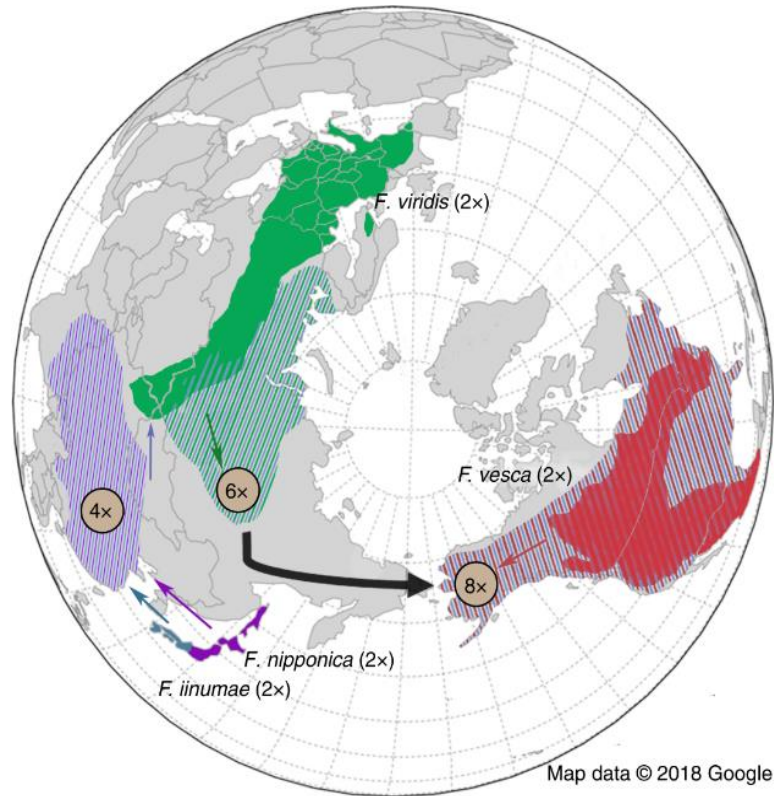 F. viridis (2×)
F. vesca (2×)
6×
4×
8×
F. nipponica (2×)
F. iinumae (2×)
Map data © 2018 Google